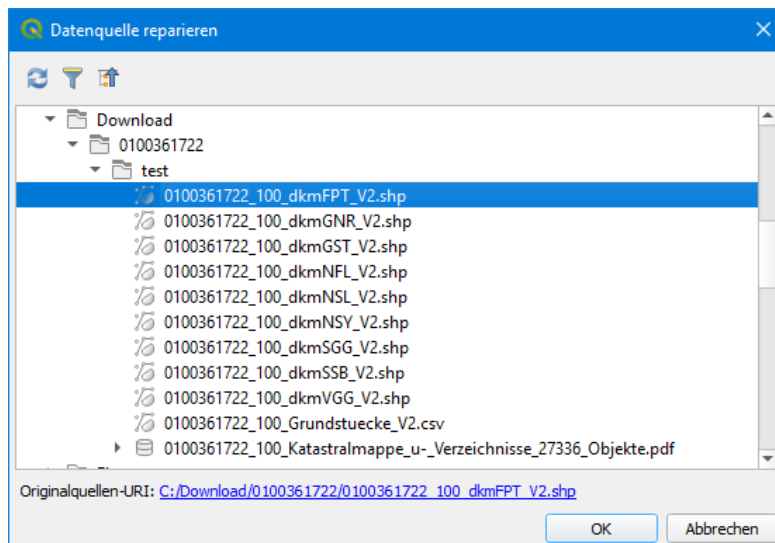 Datenquelle reparieren
Download
0100361722
test
0100361722_100_dkmFPT_V2.shp
0100361722_100_dkmGNR_V2.shp
0100361722_100_dkmGST_V2.shp
0100361722_100_dkmNFL_V2.shp
0100361722_100_dkmNSL_V2.shp
0100361722_100_dkmNSY_V2.shp
0100361722_100_dkmSGG_V2.shp
0100361722_100_dkmSSB_V2.shp
0100361722_100_dkmVGG_V2.shp
0100361722_100_Grundstuecke_V2.csv
0100361722_100_Katastralmappe_u-_Verzeichnisse_27336_Objekte.pdf
Originalquellen-URI: C:/Download/0100361722/0100361722_100_dkmFPT_V2.shp
OK Abbrechen